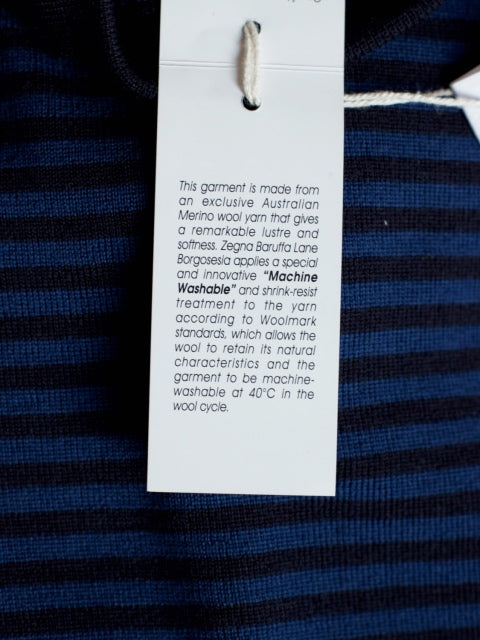 This garment is made from
an exclusive Australian
Merino wool yarn that gives
a remarkable lustre and
softness. Zegna Baruffa Lane
Borgosesia applies a special
and innovative “Machine
Washable” and shrink-resist
treatment to the yarn
according to Woolmark
standards, which allows the
wool to retain its natural
characteristics and the
garment to be machine-
washable at 40°C in the
wool cycle.